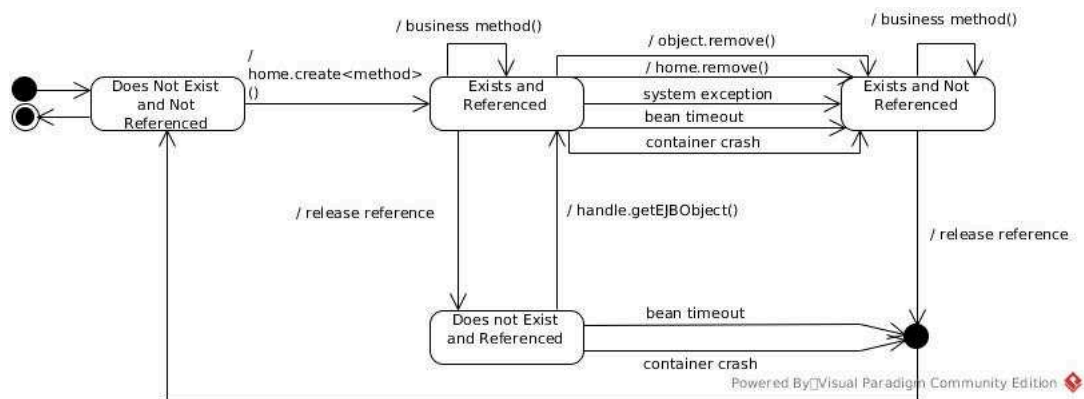 / business method()
/ business method()
/
home.create<method>
()
/ object.remove()
/ home.remove()
system exception
bean timeout
container crash
Does Not Exist
and Not
Referenced
Exists and
Referenced
Exists and Not
Referenced
/ release reference
/ handle.getEJBObject()
/ release reference
Does not Exist
and Referenced
bean timeout
container crash
Powered By Visual Paradigm Community Edition